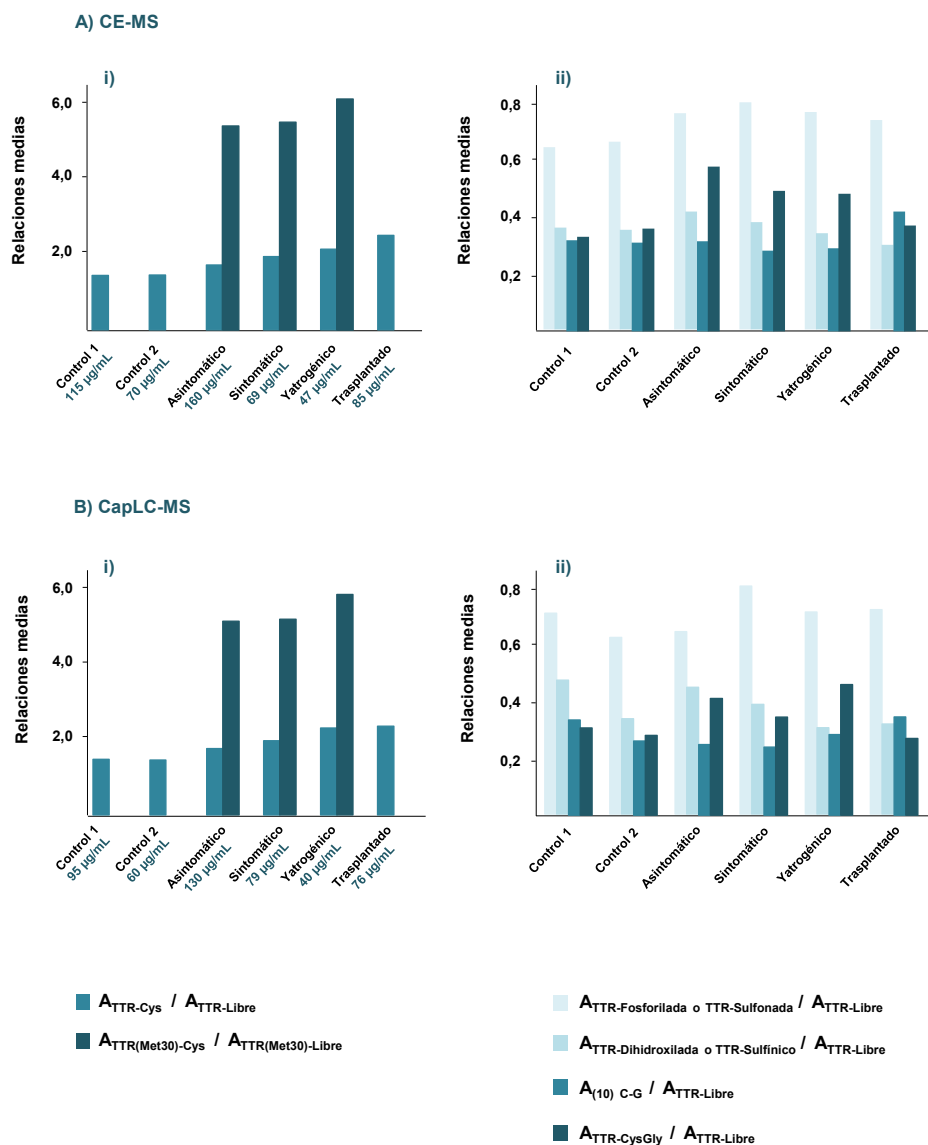 A) CE-MS
i)
Relaciones medias
6,0
4,0
2,0
Control 1
115 µg/mL
Control 2
70 µg/mL
Asintomático
160 µg/mL
Sintomático
69 µg/mL
Yatrogénico
47 µg/mL
Trasplantado
85 µg/mL
ii)
Relaciones medias
0,8
0,6
0,4
0,2
Control 1
Control 2
Asintomático
Sintomático
Yatrogénico
Trasplantado
B) CapLC-MS
i)
Relaciones medias
6,0
4,0
2,0
Control 1
95 µg/mL
Control 2
60 µg/mL
Asintomático
130 µg/mL
Sintomático
79 µg/mL
Yatrogénico
40 µg/mL
Trasplantado
76 µg/mL
ii)
Relaciones medias
0,8
0,6
0,4
0,2
Control 1
Control 2
Asintomático
Sintomático
Yatrogénico
Trasplantado
ATTR-Cys / ATTR-Libre
ATTR(Met30)-Cys / ATTR(Met30)-Libre
ATTR-Fosforilada o TTR-Sulfonada / ATTR-Libre
ATTR-Dihidroxilada o TTR-Sulfínico / ATTR-Libre
A(10) C-G / ATTR-Libre
ATTR-CysGly / ATTR-Libre